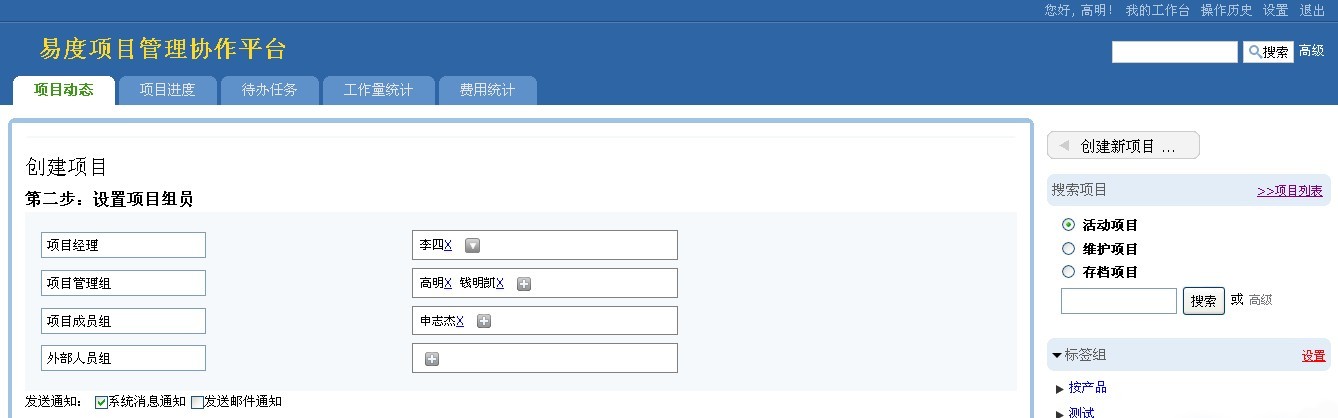 您好, 高明! 我的工作台 操作历史 设置 退出
易度项目管理协作平台
搜索 高级
项目动态 项目进度 待办任务 工作量统计 费用统计
创建项目
第二步：设置项目组员
项目经理 李四X
项目管理组 高明X 钱明凯X
项目成员组 申志杰X
外部人员组
发送通知： 系统消息通知 发送邮件通知
创建新项目 ...
搜索项目 >>项目列表
活动项目
维护项目
存档项目
搜索 或 高级
标签组 设置
按产品
测试